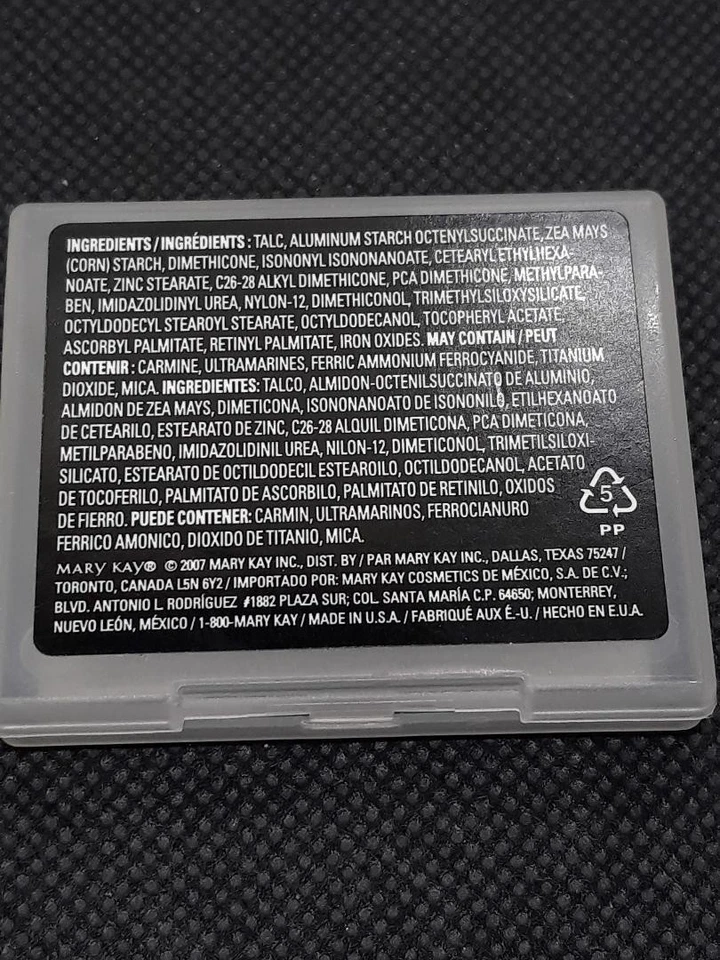 INGREDIENTS / INGRÉDIENTS : TALC, ALUMINUM STARCH OCTENYLSUCCINATE, ZEA MAYS
(CORN) STARCH, DIMETHICONE, ISONONYL ISONONANOATE, CETEARYL ETHYLHEXA-
NOATE, ZINC STEARATE, C26-28 ALKYL DIMETHICONE, PCA DIMETHICONE, METHYLPARA-
BEN, IMIDAZOLIDINYL UREA, NYLON-12, DIMETHICONOL, TRIMETHYLSILOXYSILICATE,
OCTYLDODECYL STEAROYL STEARATE, OCTYLDODECANOL, TOCOPHERYL ACETATE,
ASCORBYL PALMITATE, RETINYL PALMITATE, IRON OXIDES. MAY CONTAIN / PEUT
CONTENIR : CARMINE, ULTRAMARINES, FERRIC AMMONIUM FERROCYANIDE, TITANIUM
DIOXIDE, MICA. INGREDIENTES: TALCO, ALMIDON-OCTENILSUCCINATO DE ALUMINIO,
ALMIDON DE ZEA MAYS, DIMETICONA, ISONONANOATO DE ISONONILO, ETILHEXANOATO
DE CETEARILO, ESTEARATO DE ZINC, C26-28 ALQUIL DIMETICONA, PCA DIMETICONA,
METILPARABENO, IMIDAZOLIDINIL UREA, NILON-12, DIMETICONOL, TRIMETILSILOXI-
SILICATO, ESTEARATO DE OCTILDODECIL ESTEAROILO, OCTILDODECANOL, ACETATO
DE TOCOFERILO, PALMITATO DE ASCORBILO, PALMITATO DE RETINILO, OXIDOS
DE FIERRO. PUEDE CONTENER: CARMIN, ULTRAMARINOS, FERROCIANURO
FERRICO AMONICO, DIOXIDO DE TITANIO, MICA.
5
PP
MARY KAY® © 2007 MARY KAY INC., DIST. BY / PAR MARY KAY INC., DALLAS, TEXAS 75247 /
TORONTO, CANADA L5N 6Y2 / IMPORTADO POR: MARY KAY COSMETICS DE MÉXICO, S.A. DE C.V.;
BLVD. ANTONIO L. RODRÍGUEZ #1882 PLAZA SUR; COL. SANTA MARÍA C.P. 64650; MONTERREY,
NUEVO LEÓN, MÉXICO / 1-800-MARY KAY / MADE IN U.S.A. / FABRIQUÉ AUX É.-U. / HECHO EN E.U.A.